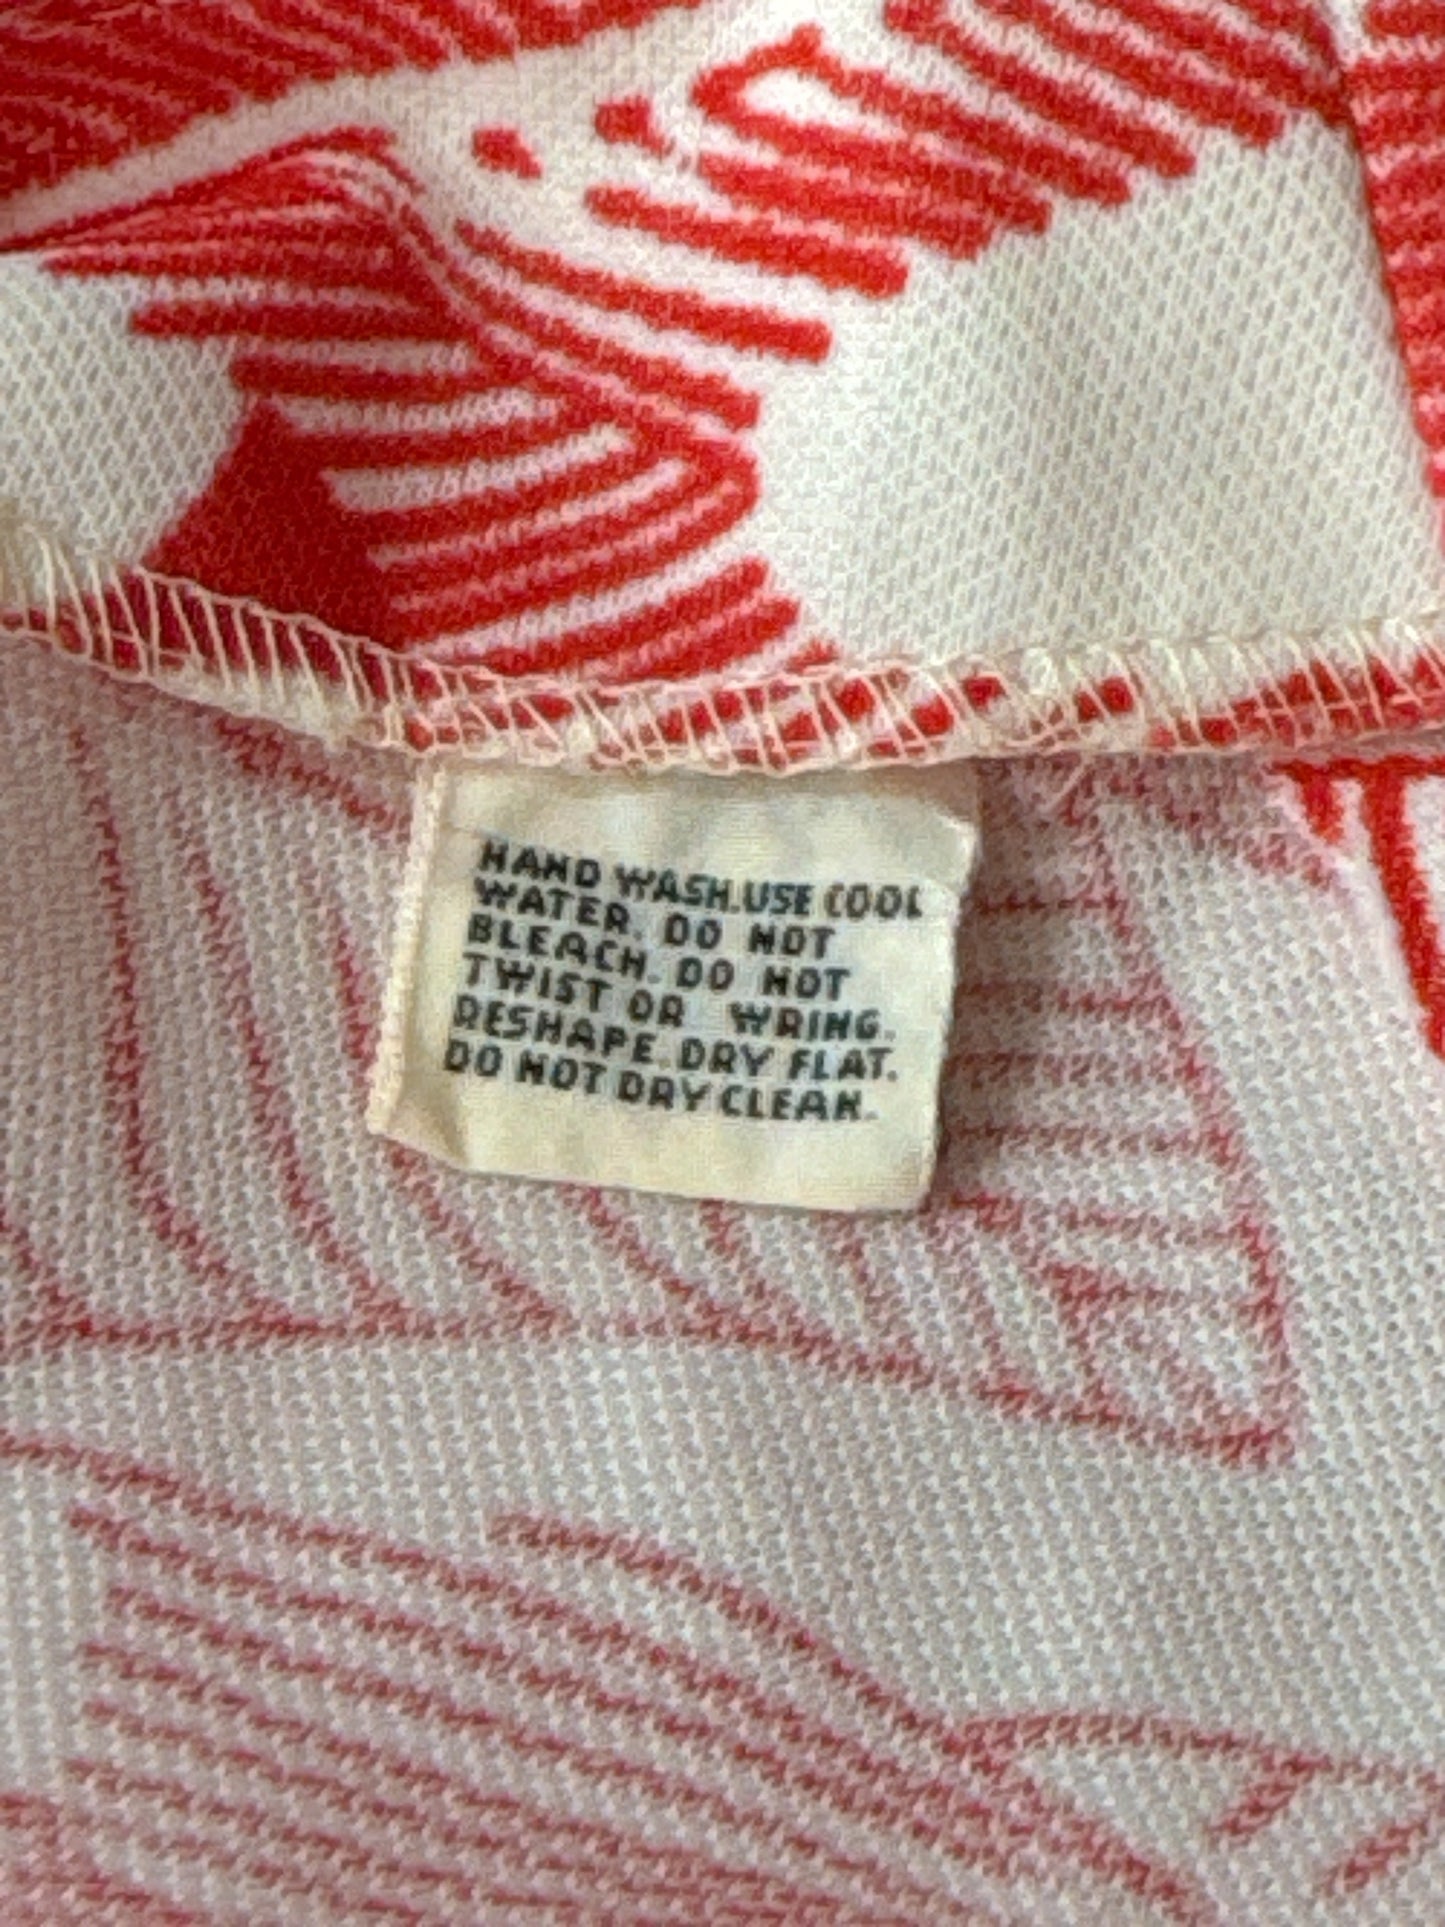 HAND WASH.USE COOL
WATER. DO NOT
BLEACH. DO NOT
TWIST OR WRING.
RESHAPE.DRY FLAT.
DO NOT DRY CLEAN.